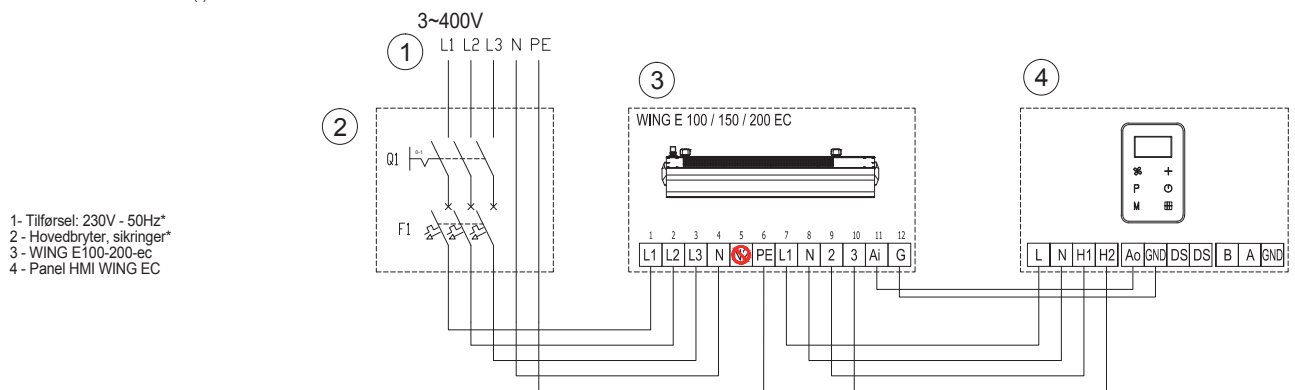 3~400V
1
L1 L2 L3 N PE
2
Q1
0-1
F1
3
WING E 100 / 150 / 200 EC
1 2 3 4 5 6 7 8 9 10 11 12
L1 L2 L3 N PE L1 N 2 3 Ai G
4
P
M
L N H1 H2 Ao GND DS DS B A GND
1- Tilførsel: 230V - 50Hz*
2 - Hovedbryter, sikringer*
3 - WING E100-200-ec
4 - Panel HMI WING EC